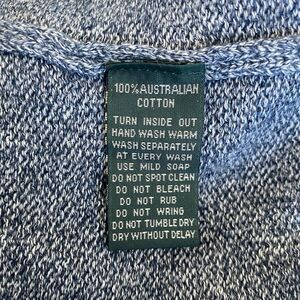 100% AUSTRALIAN
COTTON
TURN INSIDE OUT
HAND WASH WARM
WASH SEPARATELY
AT EVERY WASH
USE MILD SOAP
DO NOT SPOT CLEAN
DO NOT BLEACH
DO NOT RUB
DO NOT WRING
DO NOT TUMBLE DRY
DRY WITHOUT DELAY